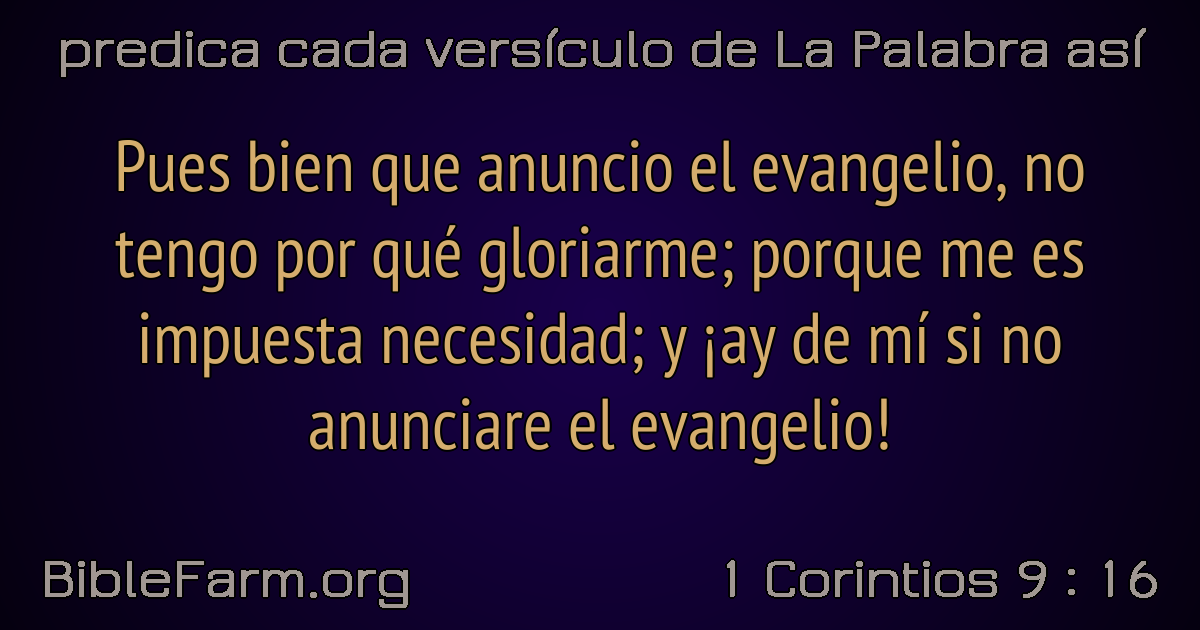 predica cada versículo de La Palabra así
Pues bien que anuncio el evangelio, no
tengo por qué gloriarme; porque me es
impuesta necesidad; y ¡ay de mí si no
anunciare el evangelio!
BibleFarm.org
1 Corintios 9 : 16